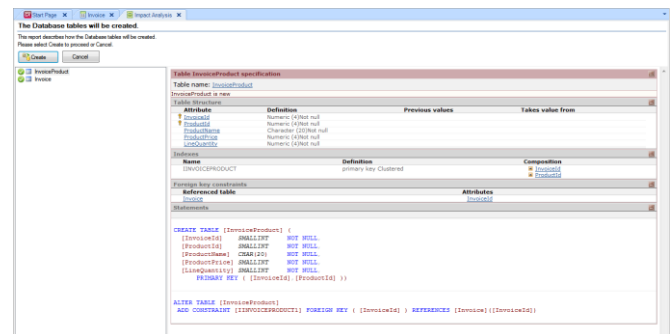 Start Page Invoice Impact Analysis
The Database tables will be created.
This report describes how the Database tables will be created.
Please select Create to proceed or Cancel.
Create Cancel
InvoiceProduct
Invoice
Table InvoiceProduct specification
Table name: InvoiceProduct
InvoiceProduct is new
Table Structure
Attribute Definition Previous values Takes value from
InvoiceId Numeric (4)Not null
ProductId Numeric (4)Not null
ProductName Character (20)Not null
ProductPrice Numeric (4)Not null
LineQuantity Numeric (4)Not null
Indexes
Name Definition Composition
IINVOICEPRODUCT primary key Clustered InvoiceId
ProductId
Foreign key constraints
Referenced table Attributes
Invoice InvoiceId
Statements
CREATE TABLE [InvoiceProduct] (
[InvoiceId] SMALLINT NOT NULL,
[ProductId] SMALLINT NOT NULL,
[ProductName] CHAR(20) NOT NULL,
[ProductPrice] SMALLINT NOT NULL,
[LineQuantity] SMALLINT NOT NULL,
PRIMARY KEY ( [InvoiceId],[ProductId] ))
ALTER TABLE [InvoiceProduct]
ADD CONSTRAINT [IINVOICEPRODUCT1] FOREIGN KEY ( [InvoiceId] ) REFERENCES [Invoice]([InvoiceId])